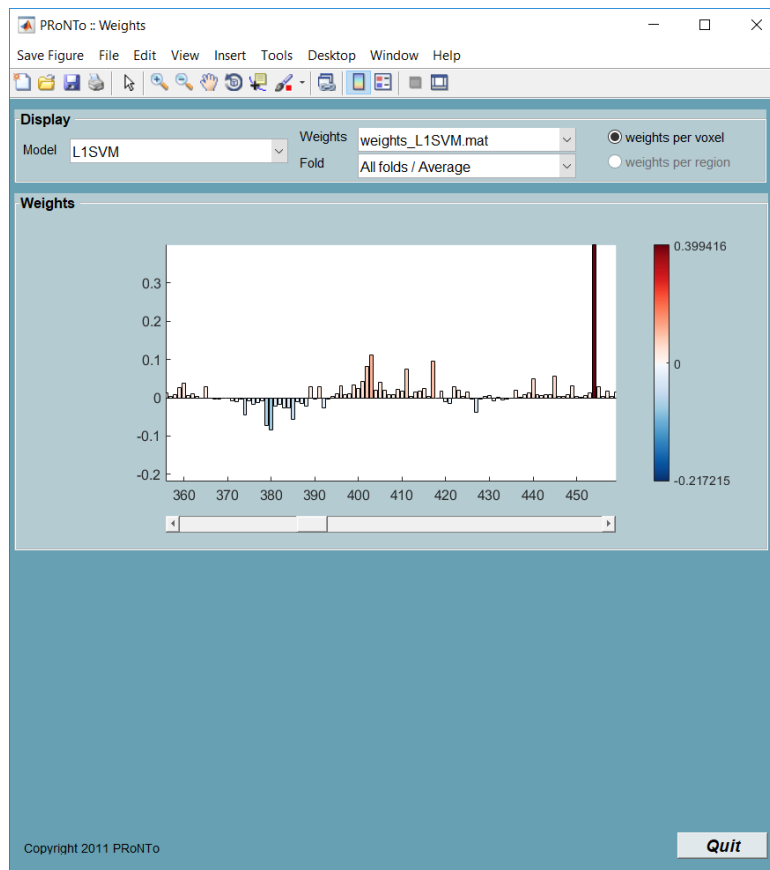 PRoNTo :: Weights
Save Figure File Edit View Insert Tools Desktop Window Help
Display
Model L1SVM
Weights weights_L1SVM.mat
Fold All folds / Average
weights per voxel
weights per region
Weights
0.3
0.2
0.1
0
-0.1
-0.2
360 370 380 390 400 410 420 430 440 450
0.399416
0
-0.217215
Copyright 2011 PRoNTo
Quit